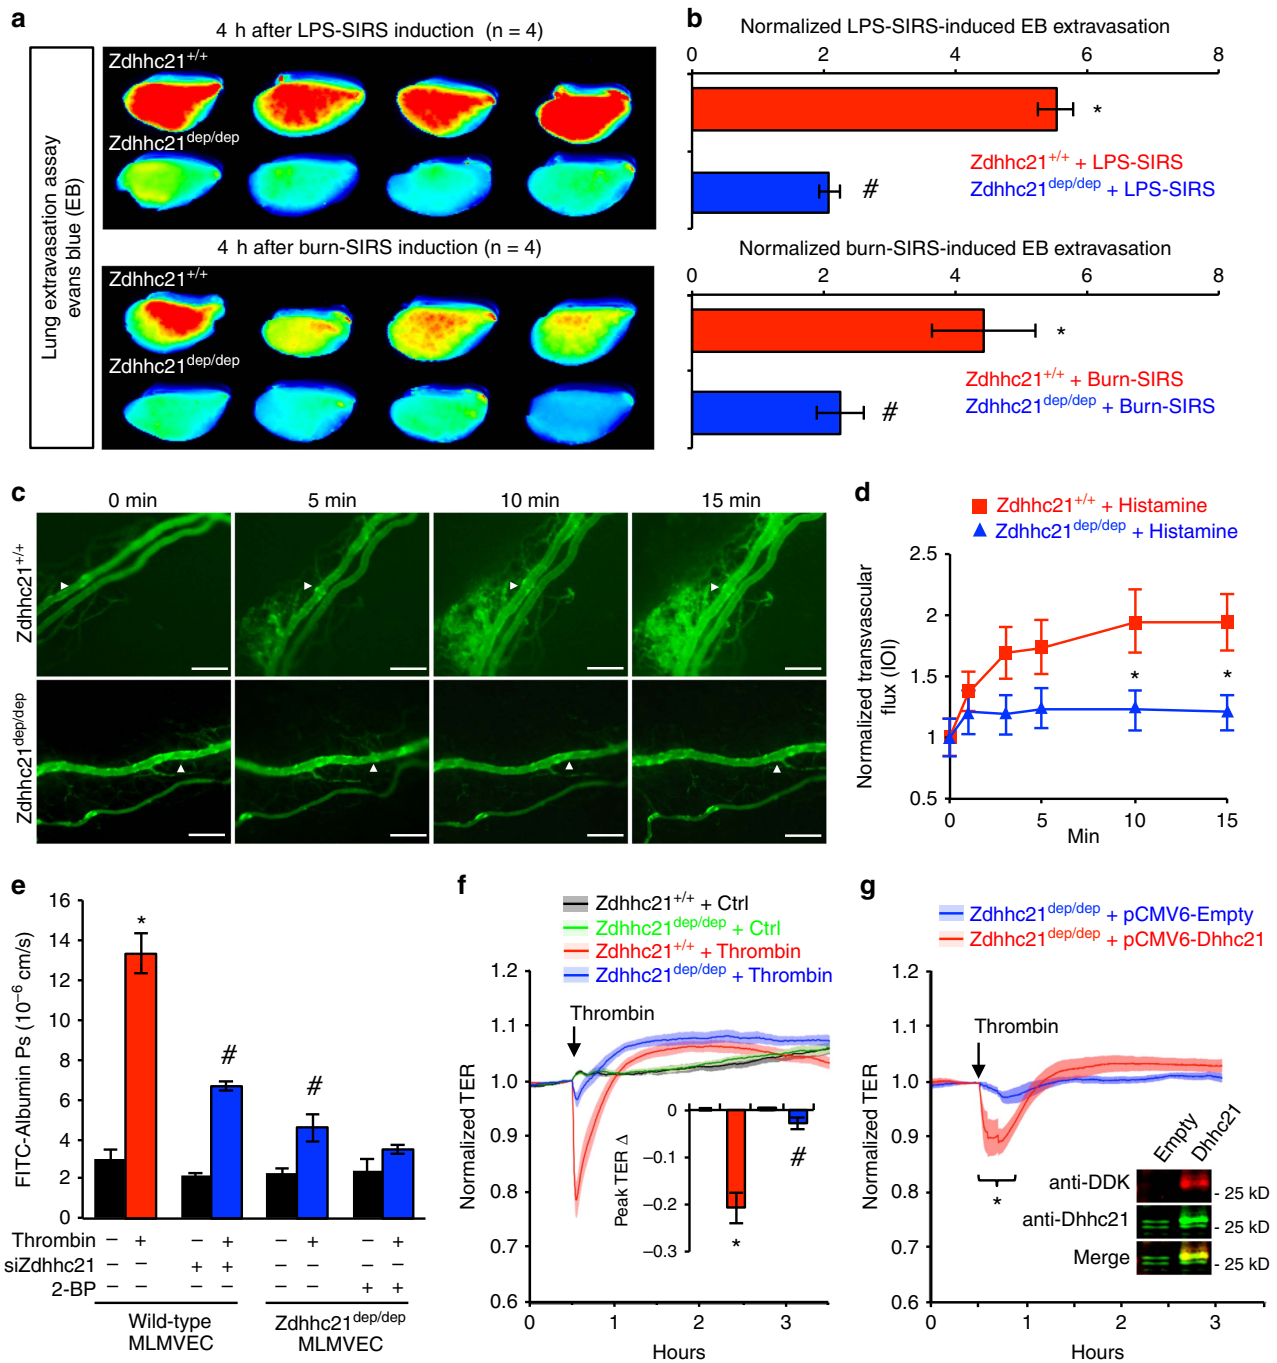 a
4 h after LPS-SIRS induction (n = 4)
Zdhhc21+/+
Zdhhc21dep/dep
4 h after burn-SIRS induction (n = 4)
Zdhhc21+/+
Zdhhc21dep/dep
Lung extravasation assay
evans blue (EB)
b
Normalized LPS-SIRS-induced EB extravasation
0 2 4 6 8
*
#
Zdhhc21+/+ + LPS-SIRS
Zdhhc21dep/dep + LPS-SIRS
Normalized burn-SIRS-induced EB extravasation
0 2 4 6 8
*
#
Zdhhc21+/+ + Burn-SIRS
Zdhhc21dep/dep + Burn-SIRS
c
0 min 5 min 10 min 15 min
Zdhhc21+/+
Zdhhc21dep/dep
d
Zdhhc21+/+ + Histamine
Zdhhc21dep/dep + Histamine
Normalized transvascular
flux (IOI)
2.5
2
1.5
1
0.5
* *
0 5 10 15
Min
e
FITC-Albumin Ps (10−6 cm/s)
16
14
12
10
8
6
4
2
0
*
#
#
Thrombin − + − + − + − +
siZdhhc21 − − + + − − − −
2-BP − − − − − − + +
Wild-type
MLMVEC
Zdhhc21dep/dep
MLMVEC
f
Zdhhc21+/+ + Ctrl
Zdhhc21dep/dep + Ctrl
Zdhhc21+/+ + Thrombin
Zdhhc21dep/dep + Thrombin
Normalized TER
1.2
1.1
1.0
0.9
0.8
0.7
0.6
Thrombin
Peak TER Δ
0
−0.1
−0.2
−0.3
*
#
0 1 2 3
Hours
g
Zdhhc21dep/dep + pCMV6-Empty
Zdhhc21dep/dep + pCMV6-Dhhc21
Normalized TER
1.2
1.1
1.0
0.9
0.8
0.7
0.6
Thrombin
*
Empty
Dhhc21
anti-DDK - 25 kD
anti-Dhhc21 - 25 kD
Merge - 25 kD
0 1 2 3
Hours